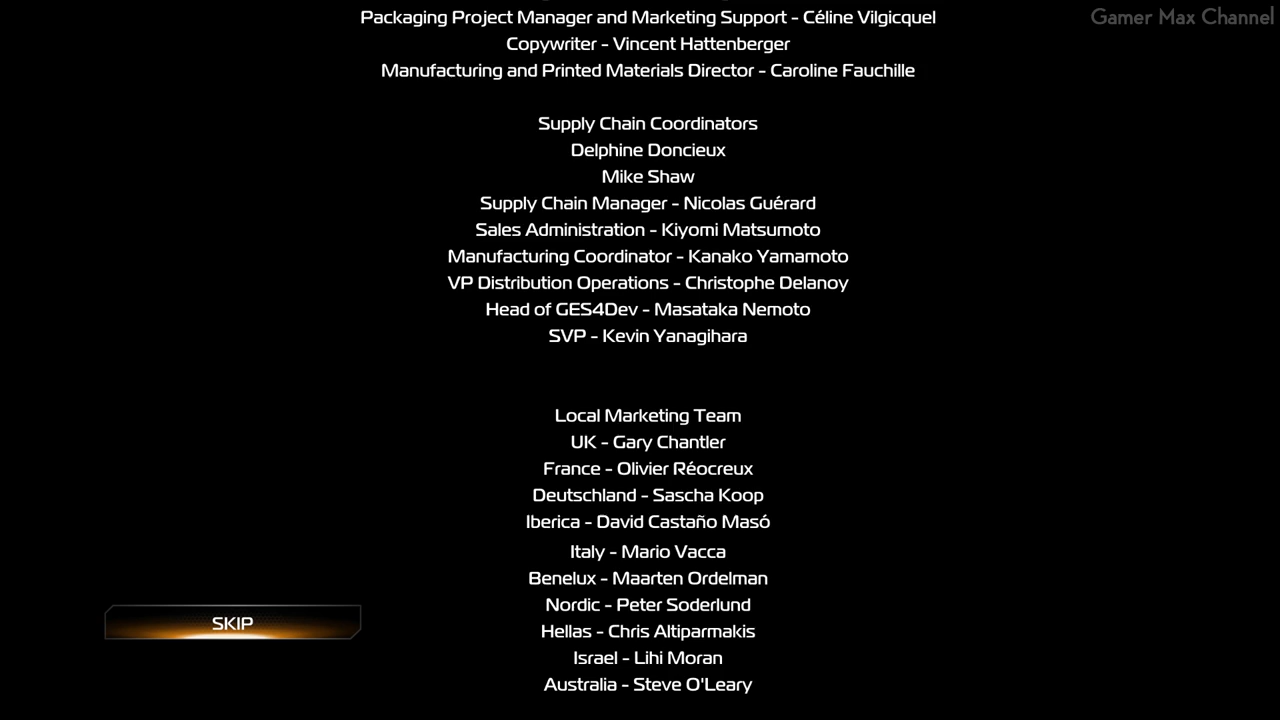 Packaging Project Manager and Marketing Support - Céline Vilgicquel
Gamer Max Channel
Copywriter - Vincent Hattenberger
Manufacturing and Printed Materials Director - Caroline Fauchille
Supply Chain Coordinators
Delphine Doncieux
Mike Shaw
Supply Chain Manager - Nicolas Guérard
Sales Administration - Kiyomi Matsumoto
Manufacturing Coordinator - Kanako Yamamoto
VP Distribution Operations - Christophe Delanoy
Head of GES4Dev - Masataka Nemoto
SVP - Kevin Yanagihara
Local Marketing Team
UK - Gary Chantler
France - Olivier Réocreux
Deutschland - Sascha Koop
Iberica - David Castaño Masó
Italy - Mario Vacca
Benelux - Maarten Ordelman
Nordic - Peter Soderlund
SKIP
Hellas - Chris Altiparmakis
Israel - Lihi Moran
Australia - Steve O'Leary